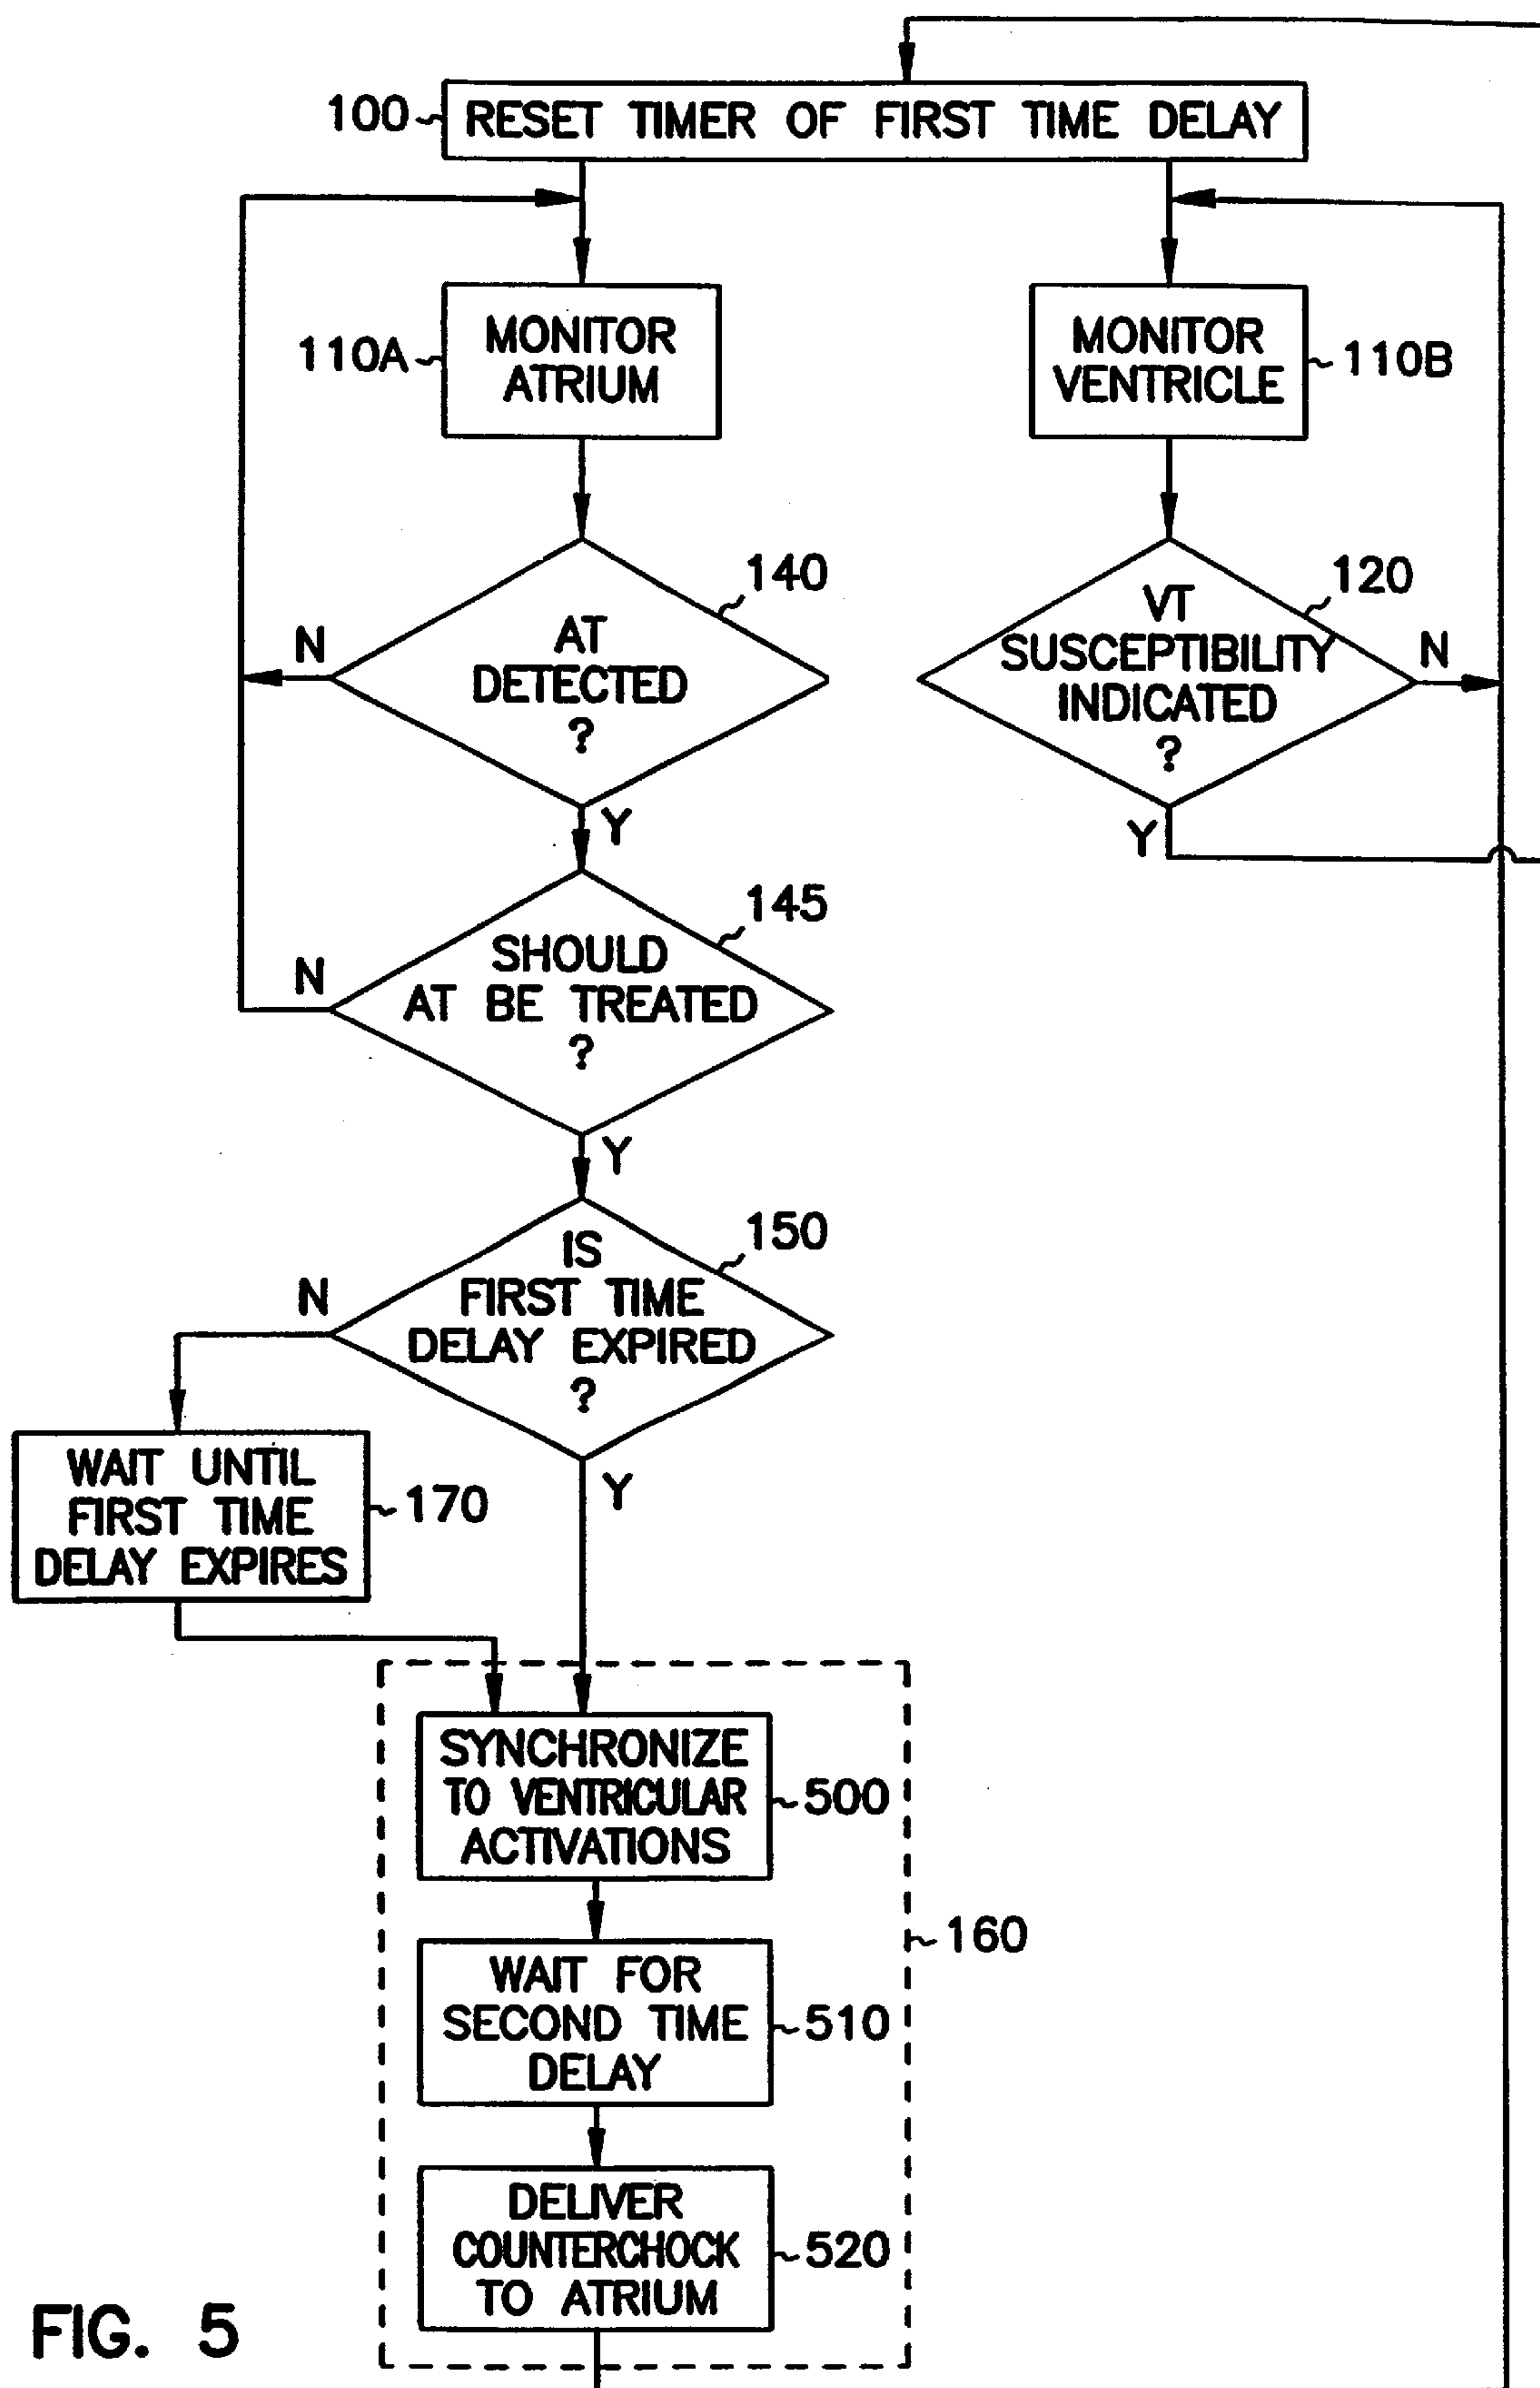 100
RESET TIMER OF FIRST TIME DELAY
110A
MONITOR
ATRIUM
MONITOR
VENTRICLE
110B
140
AT
DETECTED
?
N
Y
120
VT
SUSCEPTIBILITY
INDICATED
?
N
Y
145
SHOULD
AT BE TREATED
?
N
Y
150
IS
FIRST TIME
DELAY EXPIRED
?
N
Y
WAIT UNTIL
FIRST TIME
DELAY EXPIRES
170
SYNCHRONIZE
TO VENTRICULAR
ACTIVATIONS
500
160
WAIT FOR
SECOND TIME
DELAY
510
DELIVER
COUNTERCHOCK
TO ATRIUM
520
FIG. 5